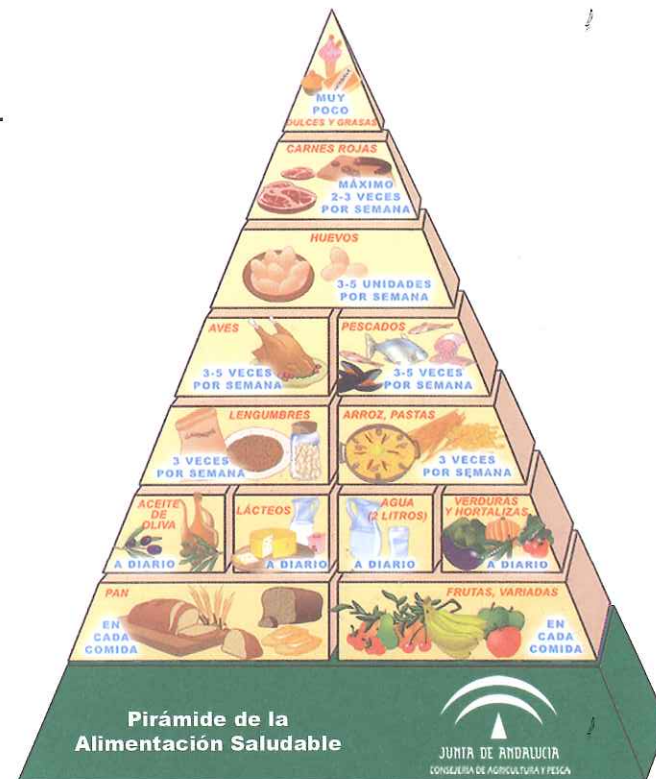 MUY
POCO
DULCES Y GRASAS
CARNES ROJAS
MÁXIMO
2-3 VECES
POR SEMANA
HUEVOS
3-5 UNIDADES
POR SEMANA
AVES
3-5 VECES
POR SEMANA
PESCADOS
3-5 VECES
POR SEMANA
LENGUMBRES
3 VECES
POR SEMANA
ARROZ, PASTAS
3 VECES
POR SEMANA
ACEITE
DE
OLIVA
A DIARIO
LÁCTEOS
A DIARIO
AGUA
(2 LITROS)
A DIARIO
VERDURAS
Y HORTALIZAS
A DIARIO
PAN
EN
CADA
COMIDA
FRUTAS, VARIADAS
EN
CADA
COMIDA
Pirámide de la
Alimentación Saludable
JUNTA DE ANDALUCIA
CONSEJERIA DE AGRICULTURA Y PESCA